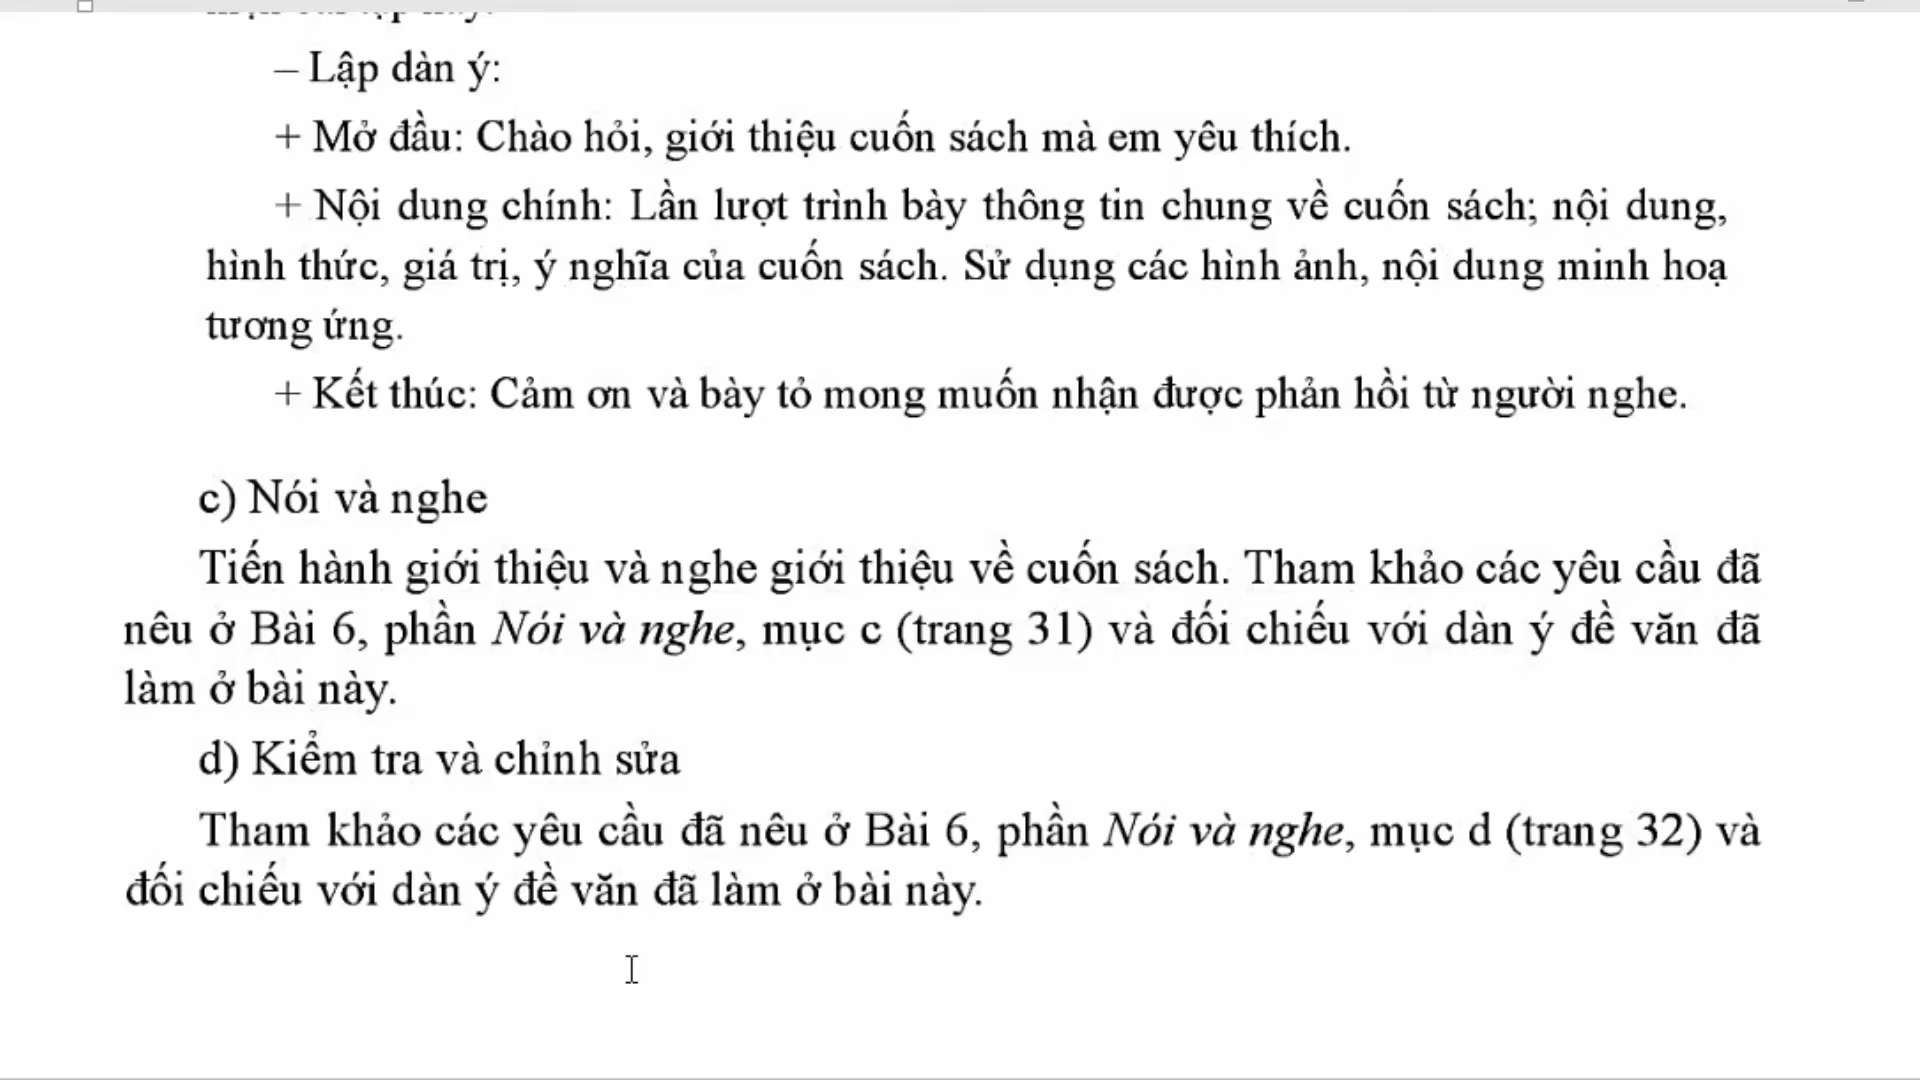 – Lập dàn ý:
+ Mở đầu: Chào hỏi, giới thiệu cuốn sách mà em yêu thích.
+ Nội dung chính: Lần lượt trình bày thông tin chung về cuốn sách; nội dung,
hình thức, giá trị, ý nghĩa của cuốn sách. Sử dụng các hình ảnh, nội dung minh hoạ
tương ứng.
+ Kết thúc: Cảm ơn và bày tỏ mong muốn nhận được phản hồi từ người nghe.
c) Nói và nghe
Tiến hành giới thiệu và nghe giới thiệu về cuốn sách. Tham khảo các yêu cầu đã
nêu ở Bài 6, phần Nói và nghe, mục c (trang 31) và đối chiếu với dàn ý đề văn đã
làm ở bài này.
d) Kiểm tra và chỉnh sửa
Tham khảo các yêu cầu đã nêu ở Bài 6, phần Nói và nghe, mục d (trang 32) và
đối chiếu với dàn ý đề văn đã làm ở bài này.